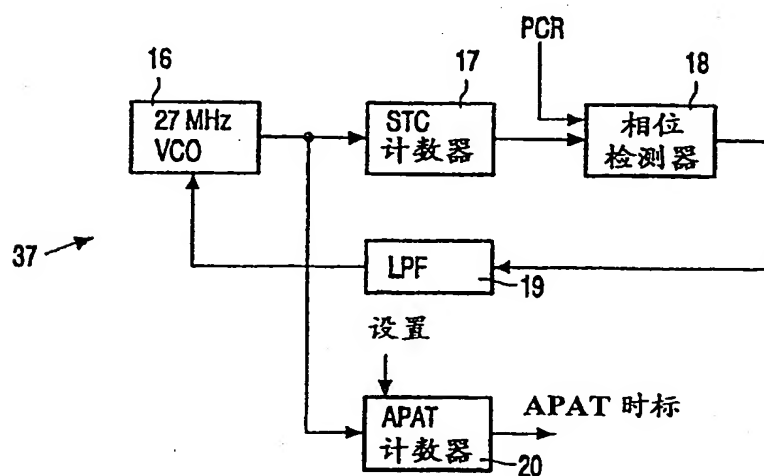 PCR
16
17
18
27 MHz
VCO
STC
计数器
相位
检测器
37
LPF
19
设置
APAT
计数器
20
APAT 时标